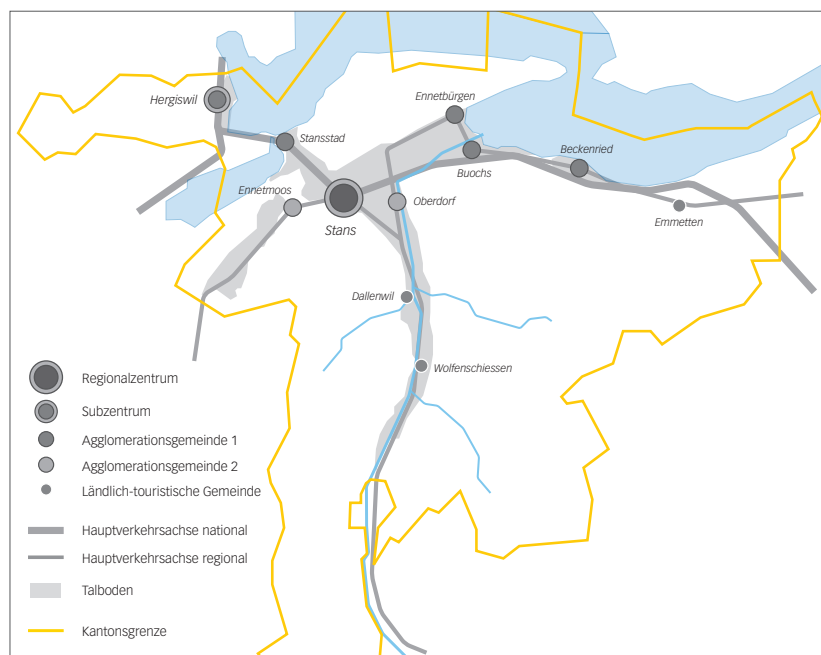 Ennetbürgen
Hergiswil
Stansstad
Beckenried
Buochs
Ennetmoos
Oberdorf
Emmetten
Stans
Dallenwil
Wolfenschiessen
Regionalzentrum
Subzentrum
Agglomerationsgemeinde 1
Agglomerationsgemeinde 2
Ländlich-touristische Gemeinde
Hauptverkehrsachse national
Hauptverkehrsachse regional
Talboden
Kantonsgrenze